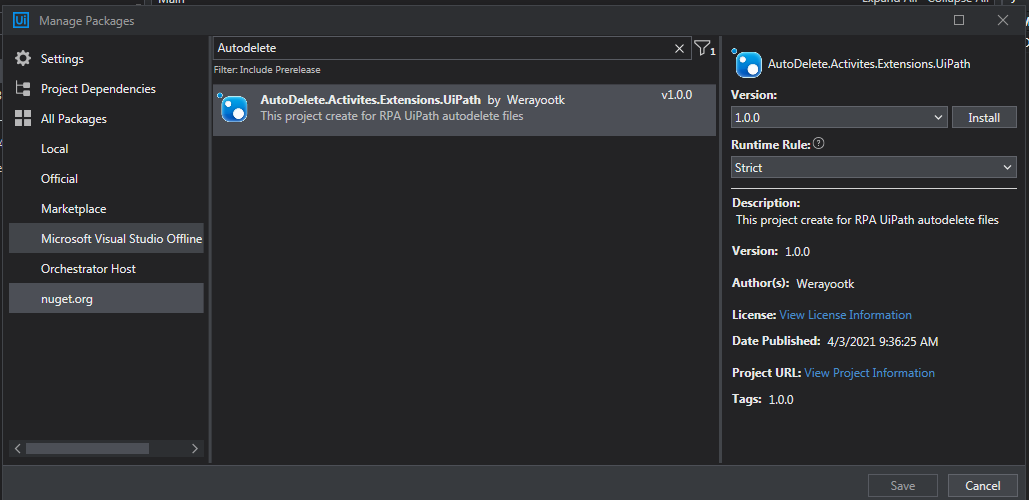 Main
Expand All
Collapse All
Ui Manage Packages
Settings
Project Dependencies
All Packages
Local
Official
Marketplace
Microsoft Visual Studio Offline
Orchestrator Host
nuget.org
Autodelete
1
Filter: Include Prerelease
AutoDelete.Activites.Extensions.UiPath by Werayootk
v1.0.0
This project create for RPA UiPath autodelete files
AutoDelete.Activites.Extensions.UiPath
Version:
1.0.0
Install
Runtime Rule: ?
Strict
Description:
This project create for RPA UiPath autodelete files
Version: 1.0.0
Author(s): Werayootk
License: View License Information
Date Published: 4/3/2021 9:36:25 AM
Project URL: View Project Information
Tags: 1.0.0
Save
Cancel